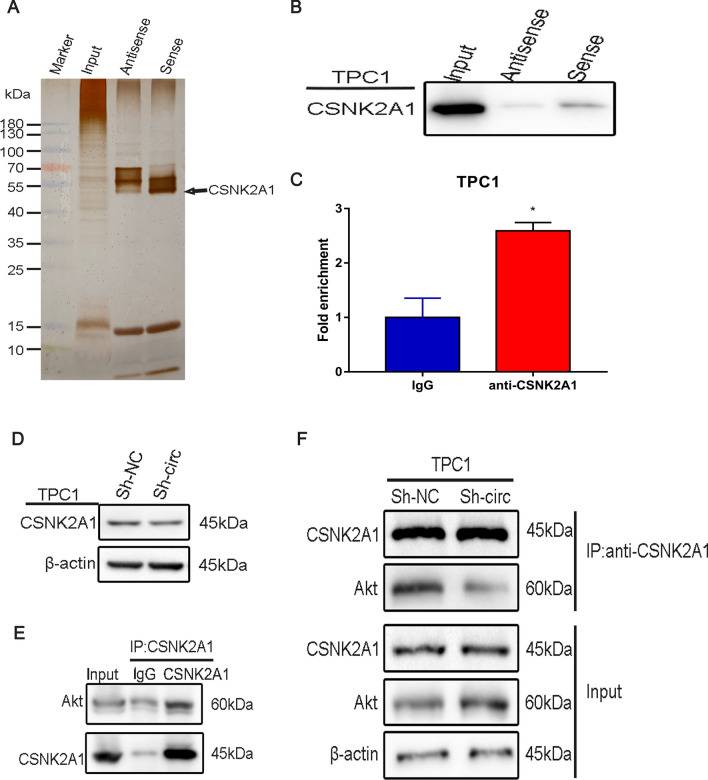 A
Marker
Input
Antisense
Sense
kDa
180
130
100
70
55
40
35
25
15
10
CSNK2A1
B
TPC1
Input
Antisense
Sense
CSNK2A1
C
TPC1
Fold enrichment
3
2
1
0
*
IgG
anti-CSNK2A1
D
TPC1
Sh-NC
Sh-circ
CSNK2A1
45kDa
β-actin
45kDa
E
IP:CSNK2A1
Input IgG CSNK2A1
Akt
60kDa
CSNK2A1
45kDa
F
TPC1
Sh-NC Sh-circ
CSNK2A1
45kDa
Akt
60kDa
IP:anti-CSNK2A1
CSNK2A1
45kDa
Akt
60kDa
β-actin
45kDa
Input